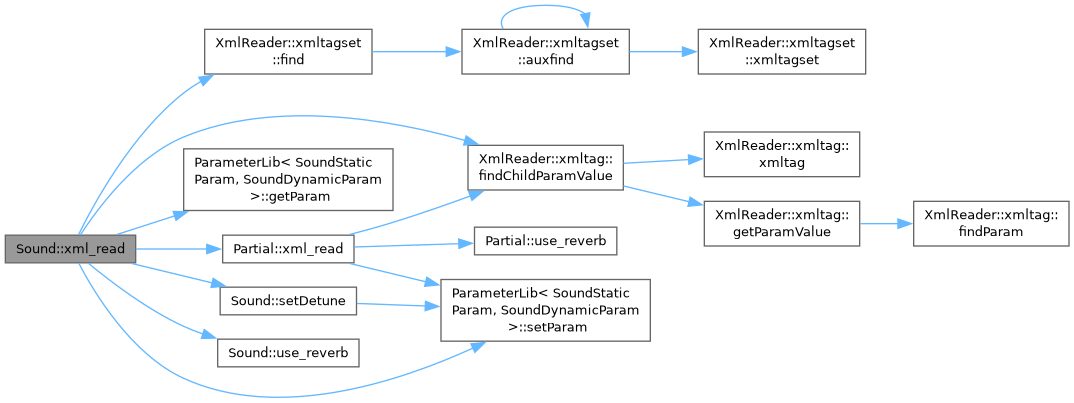 Sound::xml_read
XmlReader::xmltagset
::find
XmlReader::xmltagset
::auxfind
XmlReader::xmltagset
::xmltagset
XmlReader::xmltag::
findChildParamValue
XmlReader::xmltag::
xmltag
XmlReader::xmltag::
getParamValue
XmlReader::xmltag::
findParam
ParameterLib< SoundStatic
Param, SoundDynamicParam
>::getParam
Partial::xml_read
Partial::use_reverb
Sound::setDetune
ParameterLib< SoundStatic
Param, SoundDynamicParam
>::setParam
Sound::use_reverb